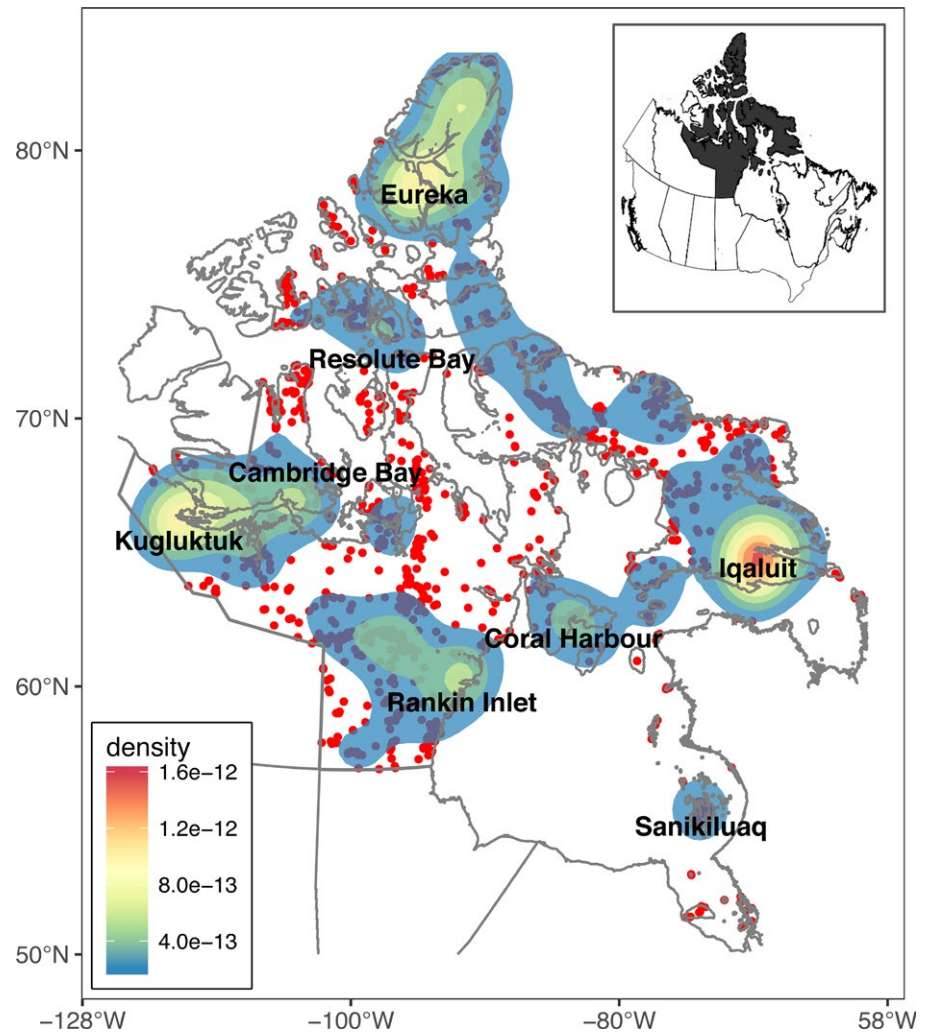 80°N
Eureka
Resolute Bay
70°N
Cambridge Bay
Kugluktuk
Iqaluit
Coral Harbour
60°N
Rankin Inlet
density
1.6e−12
1.2e−12
8.0e−13
4.0e−13
Sanikiluaq
50°N
−128°W
−100°W
−80°W
58°W